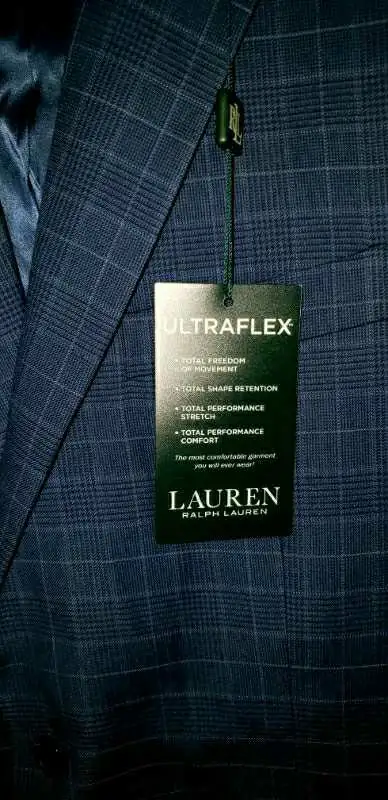 ULTRAFLEX
• TOTAL FREEDOM
OF MOVEMENT
• TOTAL SHAPE RETENTION
• TOTAL PERFORMANCE
STRETCH
• TOTAL PERFORMANCE
COMFORT
The most comfortable garment
you will ever wear!
LAUREN
RALPH LAUREN